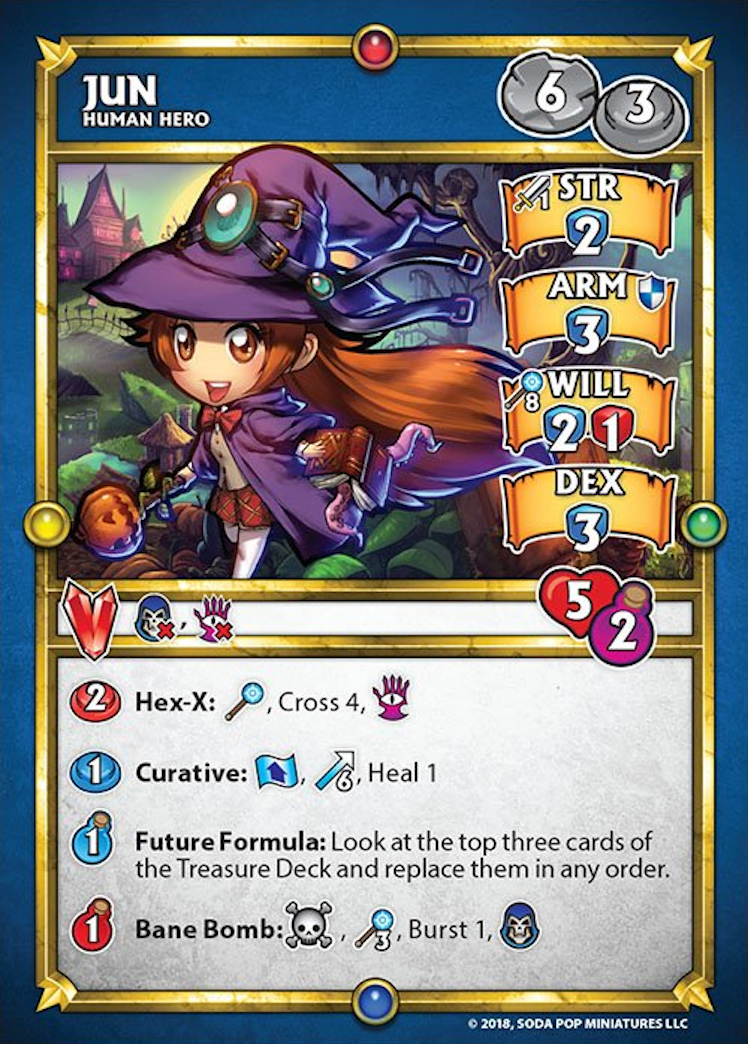 JUN
HUMAN HERO
6 3
STR
1
2
ARM
3
WILL
8
2 1
DEX
3
5
2
2 Hex-X: , Cross 4,
1 Curative: , 6, Heal 1
1 Future Formula: Look at the top three cards of
the Treasure Deck and replace them in any order.
1 Bane Bomb: , 3, Burst 1,
© 2018, SODA POP MINIATURES LLC